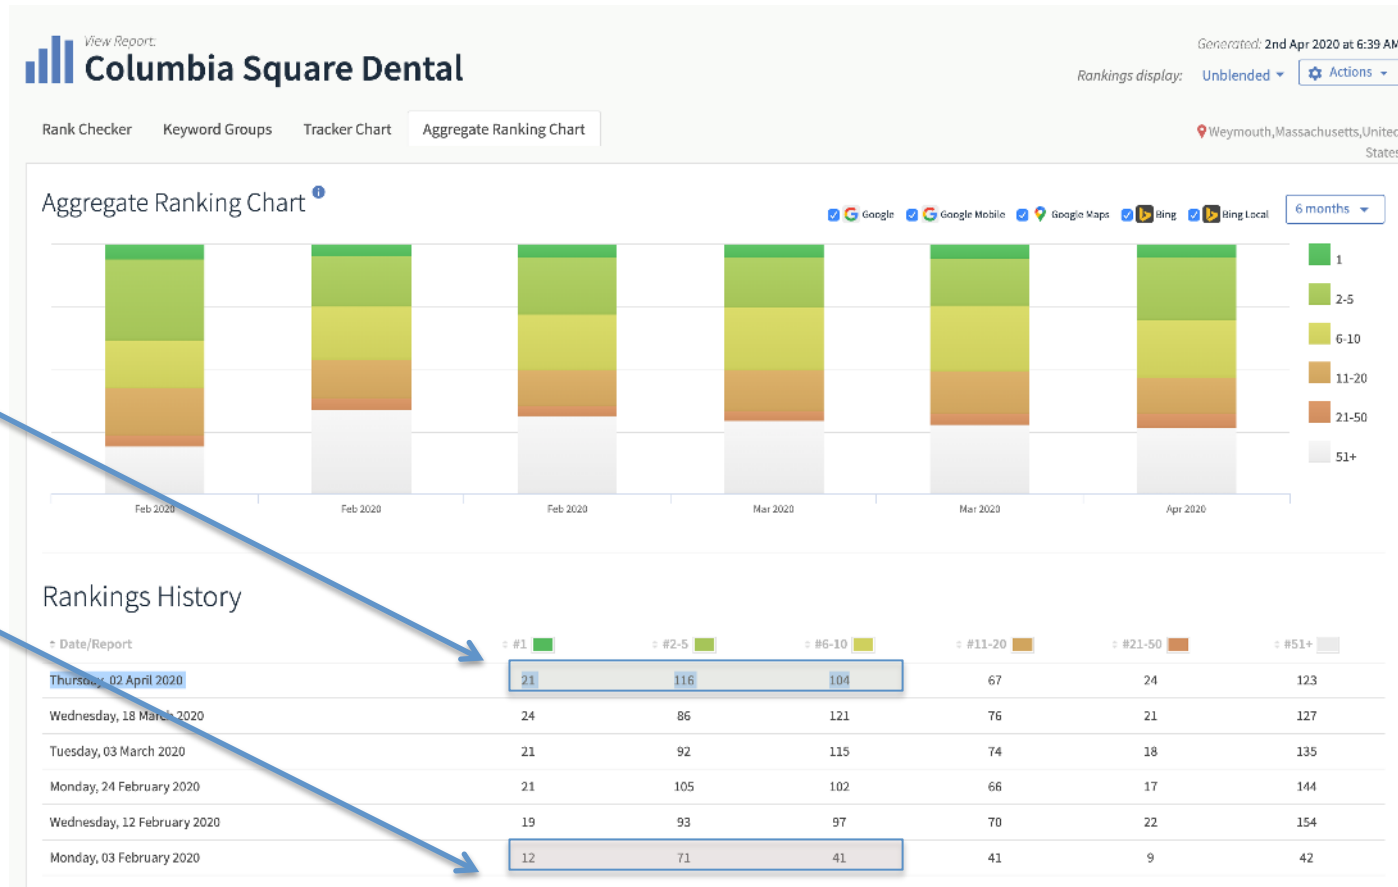 View Report:
Columbia Square Dental
Generated: 2nd Apr 2020 at 6:39 AM
Rankings display: Unblended Actions
Rank Checker Keyword Groups Tracker Chart Aggregate Ranking Chart
Weymouth,Massachusetts,United
States
Aggregate Ranking Chart
Google Google Mobile Google Maps Bing Bing Local 6 months
1
2-5
6-10
11-20
21-50
51+
Feb 2020 Feb 2020 Feb 2020 Mar 2020 Mar 2020 Apr 2020
Rankings History
Date/Report #1 #2-5 #6-10 #11-20 #21-50 #51+
Thursday, 02 April 2020 21 116 104 67 24 123
Wednesday, 18 March 2020 24 86 121 76 21 127
Tuesday, 03 March 2020 21 92 115 74 18 135
Monday, 24 February 2020 21 105 102 66 17 144
Wednesday, 12 February 2020 19 93 97 70 22 154
Monday, 03 February 2020 12 71 41 41 9 42